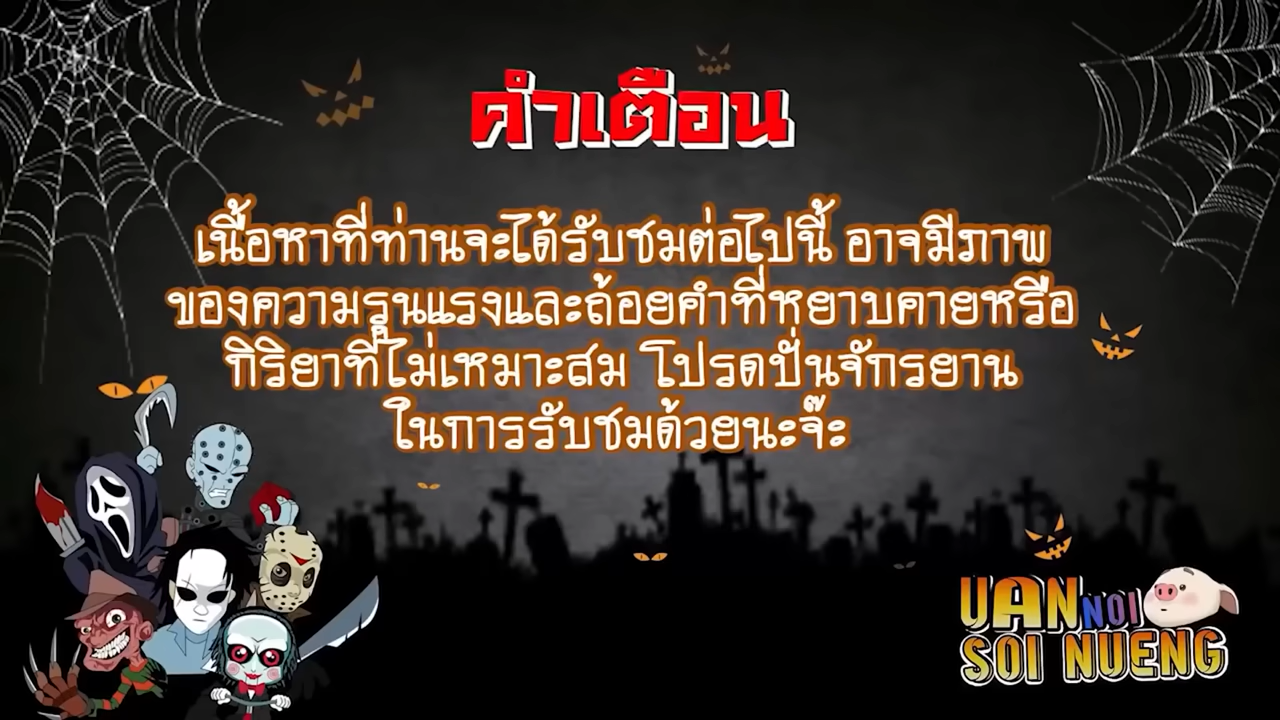 คำเตือน
เนื้อหาที่ท่านจะได้รับชมต่อไปนี้ อาจมีภาพ
ของความรุนแรงและถ้อยคำที่หยาบคายหรือ
กิริยาที่ไม่เหมาะสม โปรดปั่นจักรยาน
ในการรับชมด้วยนะจ๊ะ
UAN NOI
SOI NUENG